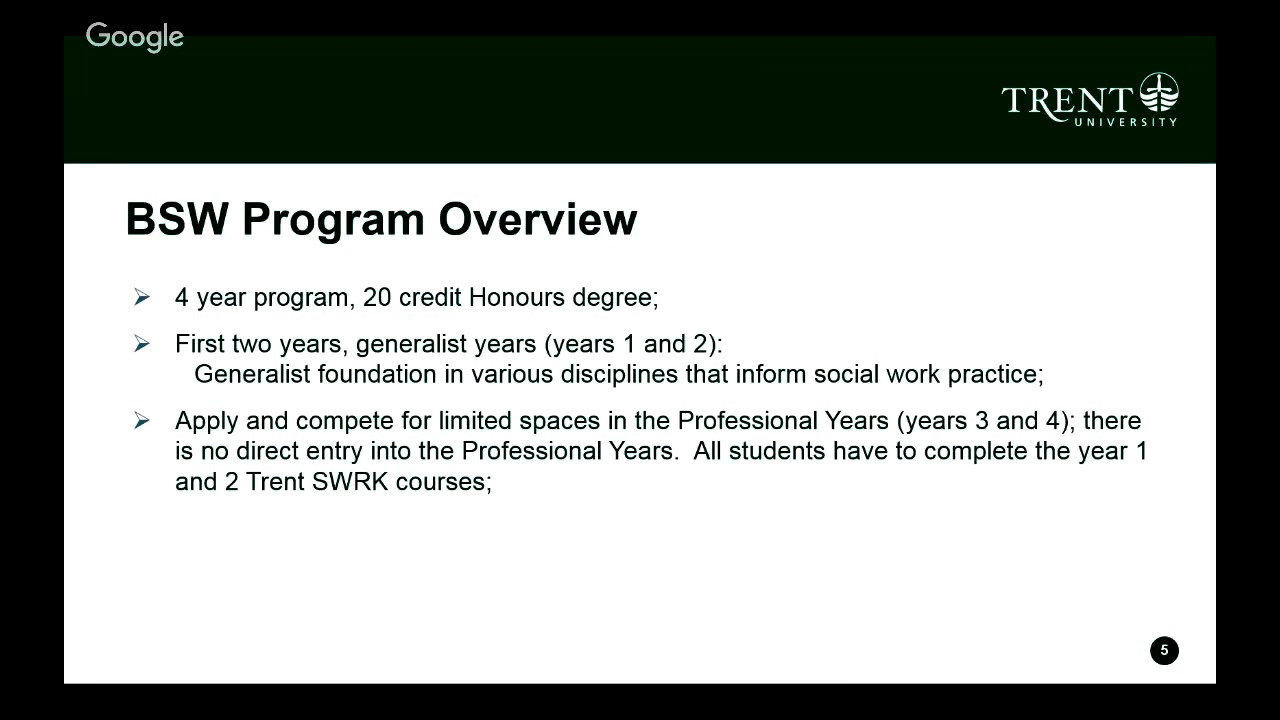 Google
TRENT
UNIVERSITY
BSW Program Overview
➢ 4 year program, 20 credit Honours degree;
➢ First two years, generalist years (years 1 and 2):
Generalist foundation in various disciplines that inform social work practice;
➢ Apply and compete for limited spaces in the Professional Years (years 3 and 4); there
is no direct entry into the Professional Years.  All students have to complete the year 1
and 2 Trent SWRK courses;
5